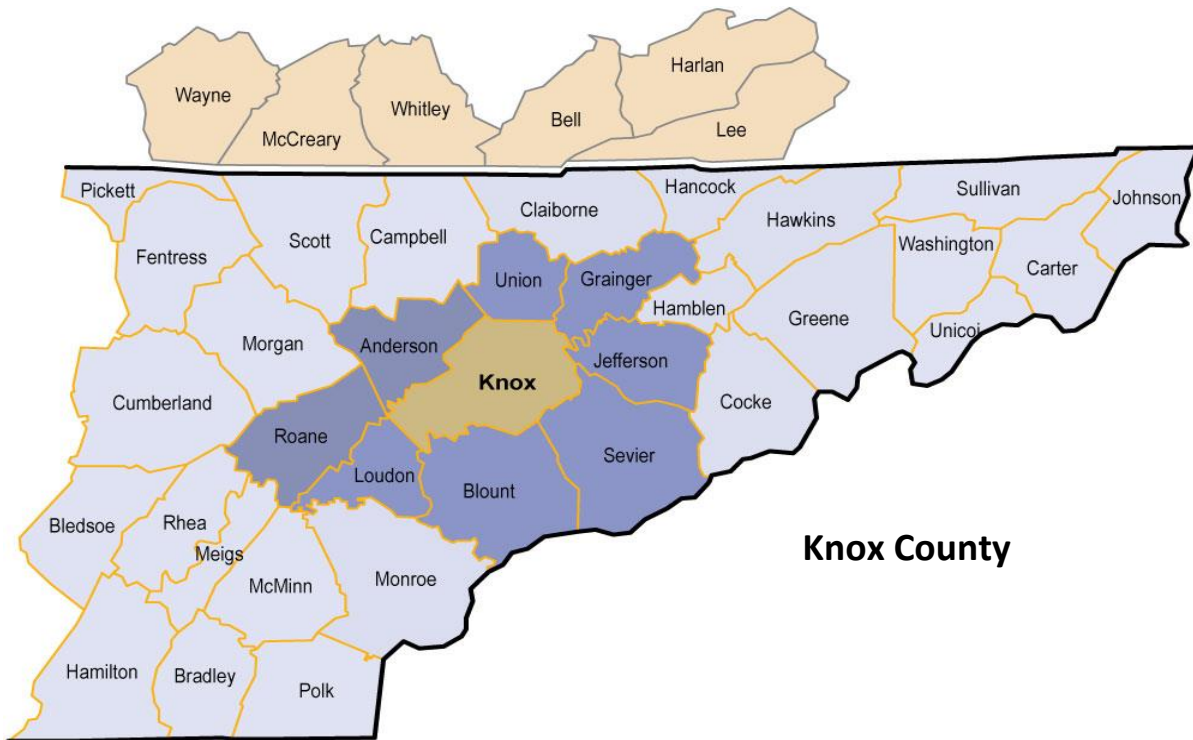 Wayne
McCreary
Whitley
Bell
Harlan
Lee
Pickett
Fentress
Scott
Campbell
Claiborne
Hancock
Hawkins
Sullivan
Johnson
Washington
Carter
Union
Grainger
Hamblen
Greene
Unicoi
Morgan
Anderson
Knox
Jefferson
Cumberland
Cocke
Roane
Loudon
Blount
Sevier
Bledsoe
Rhea
Meigs
McMinn
Monroe
Knox County
Hamilton
Bradley
Polk